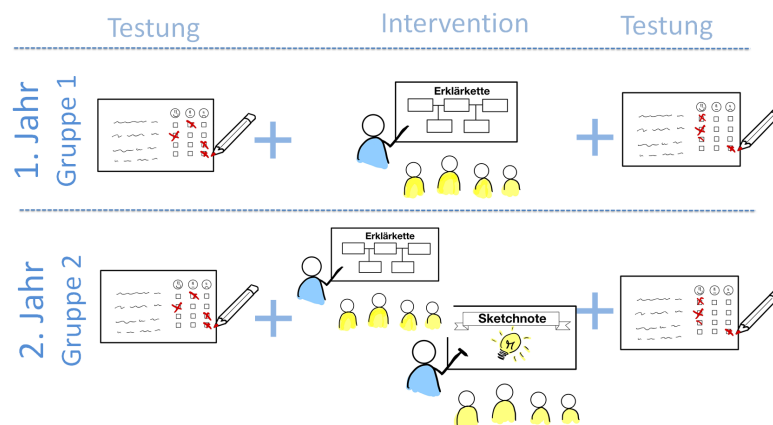 Testung
Intervention
Testung
1. Jahr
Gruppe 1
Erklärkette
2. Jahr
Gruppe 2
Erklärkette
Sketchnote